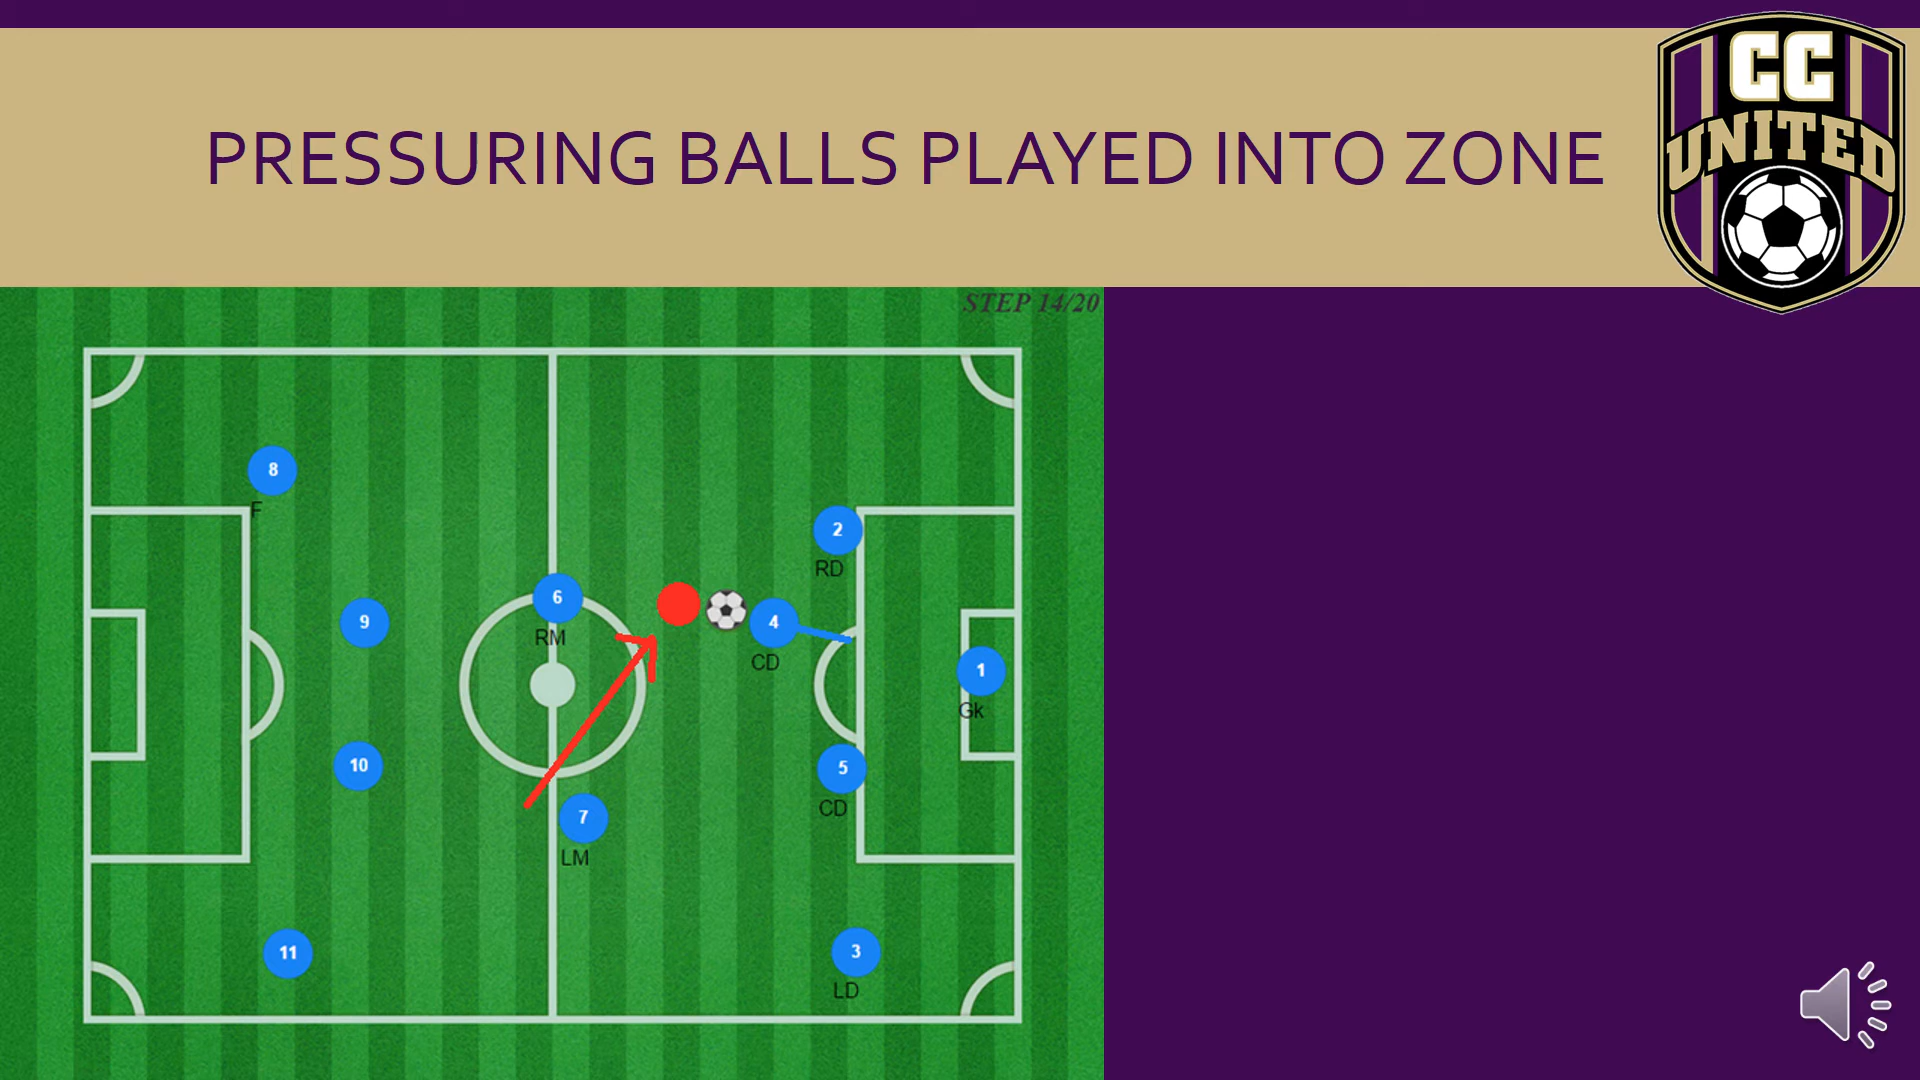 CC
UNITED
PRESSURING BALLS PLAYED INTO ZONE
STEP 14/20
8
F
2
RD
6
RM
9
4
CD
1
Gk
10
5
CD
7
LM
11
3
LD